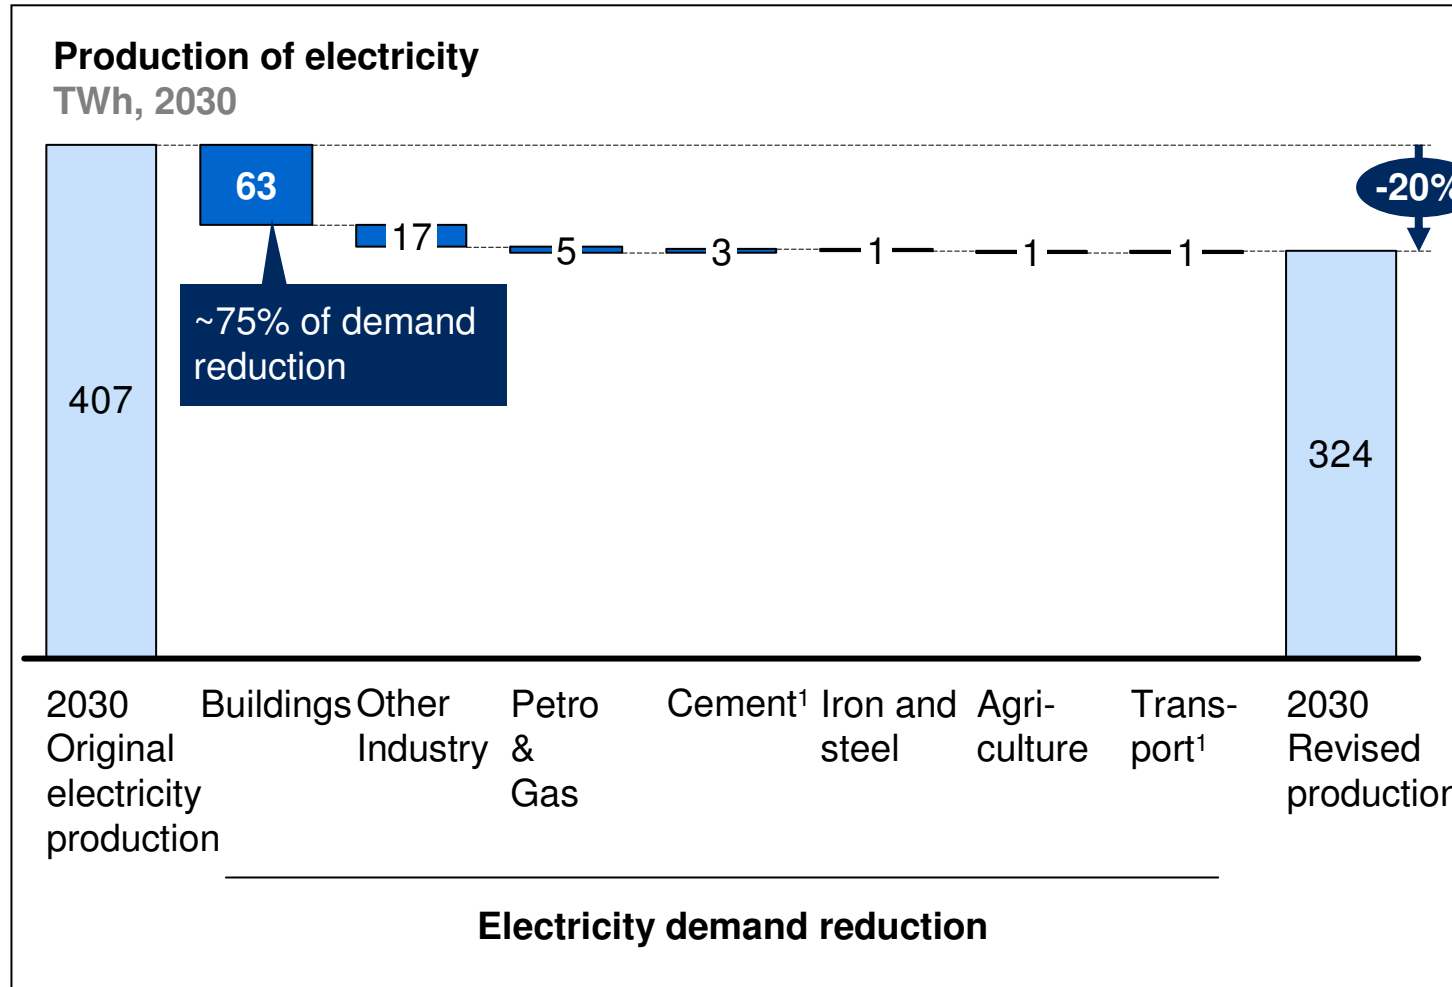 Production of electricity
TWh, 2030
63
-20%
17
5
3
1
1
1
~75% of demand
reduction
407
324
2030
Original
electricity
production
Buildings
Other
Industry
Petro
&
Gas
Cement¹
Iron and
steel
Agri-
culture
Trans-
port¹
2030
Revised
production
Electricity demand reduction